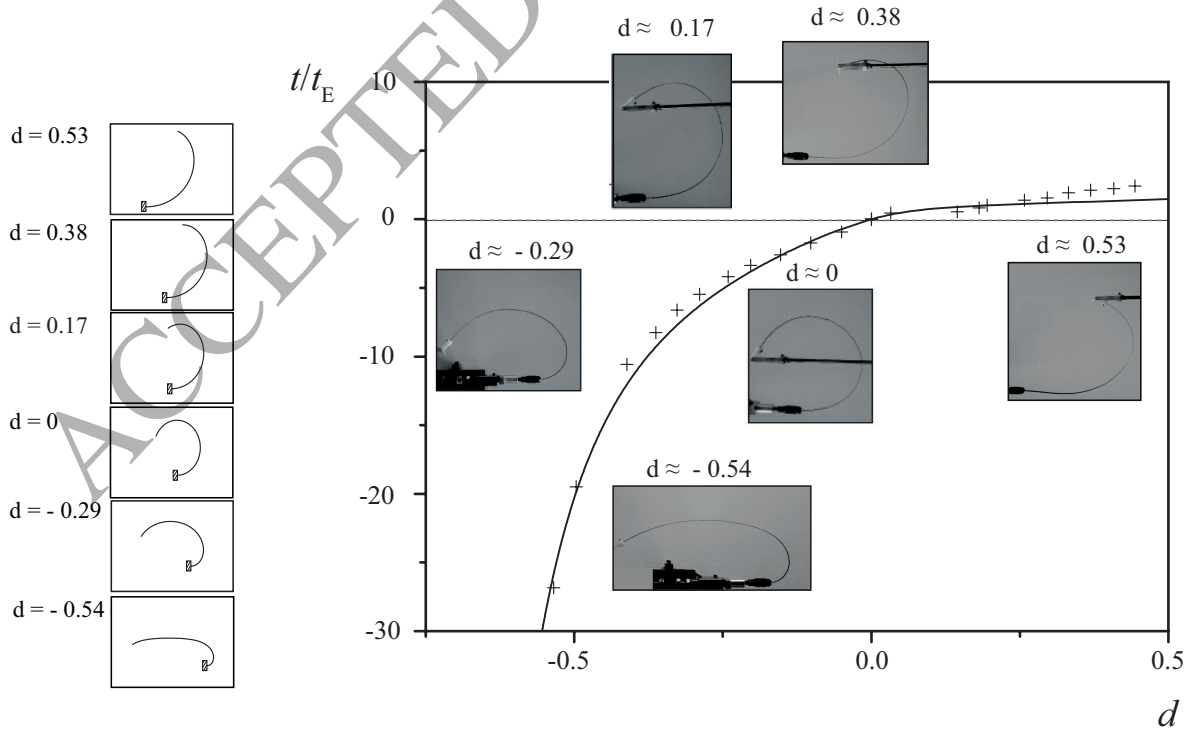 d ≈ 0.38
d ≈ 0.17
t/tE
10
d = 0.53
0
d = 0.38
d ≈ - 0.29
d ≈ 0
d ≈ 0.53
d = 0.17
-10
d = 0
d ≈ - 0.54
-20
d = - 0.29
d = - 0.54
-30
-0.5
0.0
0.5
d
ACCEPTED